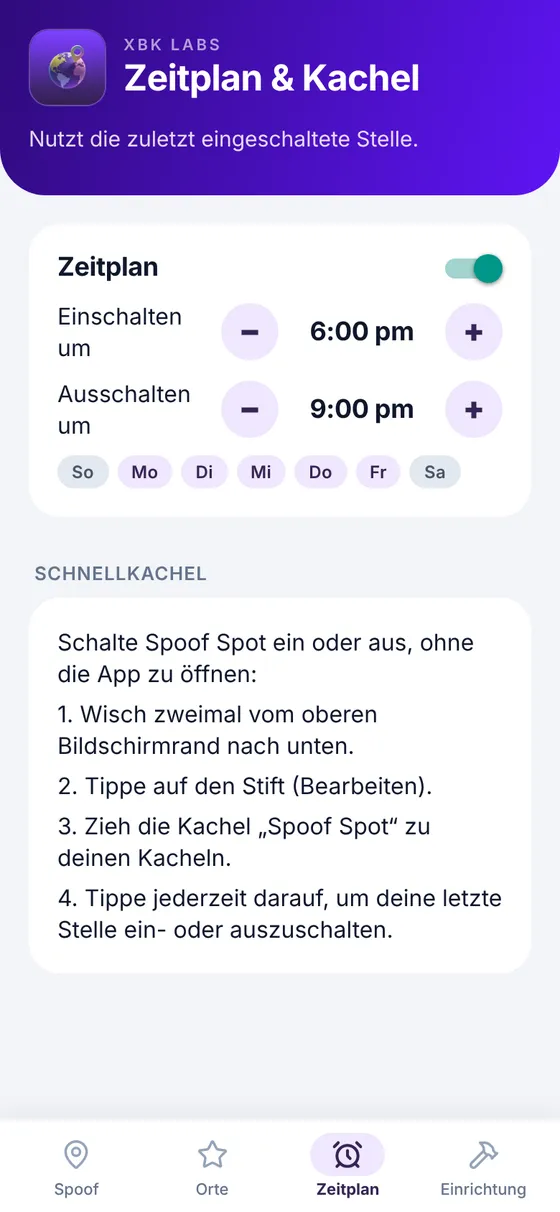 XBK LABS
Zeitplan & Kachel
Nutzt die zuletzt eingeschaltete Stelle.
Zeitplan
Einschalten
um
− 6:00 pm +
Ausschalten
um
− 9:00 pm +
So Mo Di Mi Do Fr Sa
SCHNELLKACHEL
Schalte Spoof Spot ein oder aus, ohne
die App zu öffnen:
1. Wisch zweimal vom oberen
Bildschirmrand nach unten.
2. Tippe auf den Stift (Bearbeiten).
3. Zieh die Kachel „Spoof Spot“ zu
deinen Kacheln.
4. Tippe jederzeit darauf, um deine letzte
Stelle ein- oder auszuschalten.
Spoof Orte Zeitplan Einrichtung